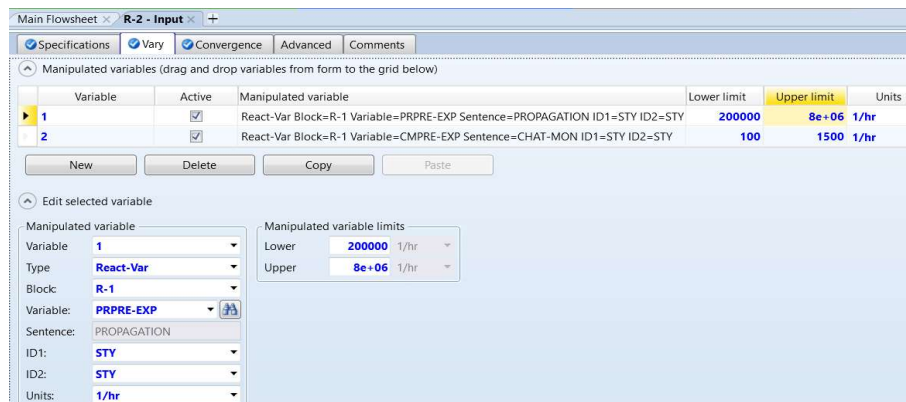 Main Flowsheet × R-2 - Input × +
Specifications Vary Convergence Advanced Comments
Manipulated variables (drag and drop variables from form to the grid below)
Variable Active Manipulated variable Lower limit Upper limit Units
1 React-Var Block=R-1 Variable=PRPRE-EXP Sentence=PROPAGATION ID1=STY ID2=STY 200000 8e+06 1/hr
2 React-Var Block=R-1 Variable=CMPRE-EXP Sentence=CHAT-MON ID1=STY ID2=STY 100 1500 1/hr
New Delete Copy Paste
Edit selected variable
Manipulated variable Manipulated variable limits
Variable 1 Lower 200000 1/hr
Type React-Var Upper 8e+06 1/hr
Block: R-1
Variable: PRPRE-EXP
Sentence: PROPAGATION
ID1: STY
ID2: STY
Units: 1/hr